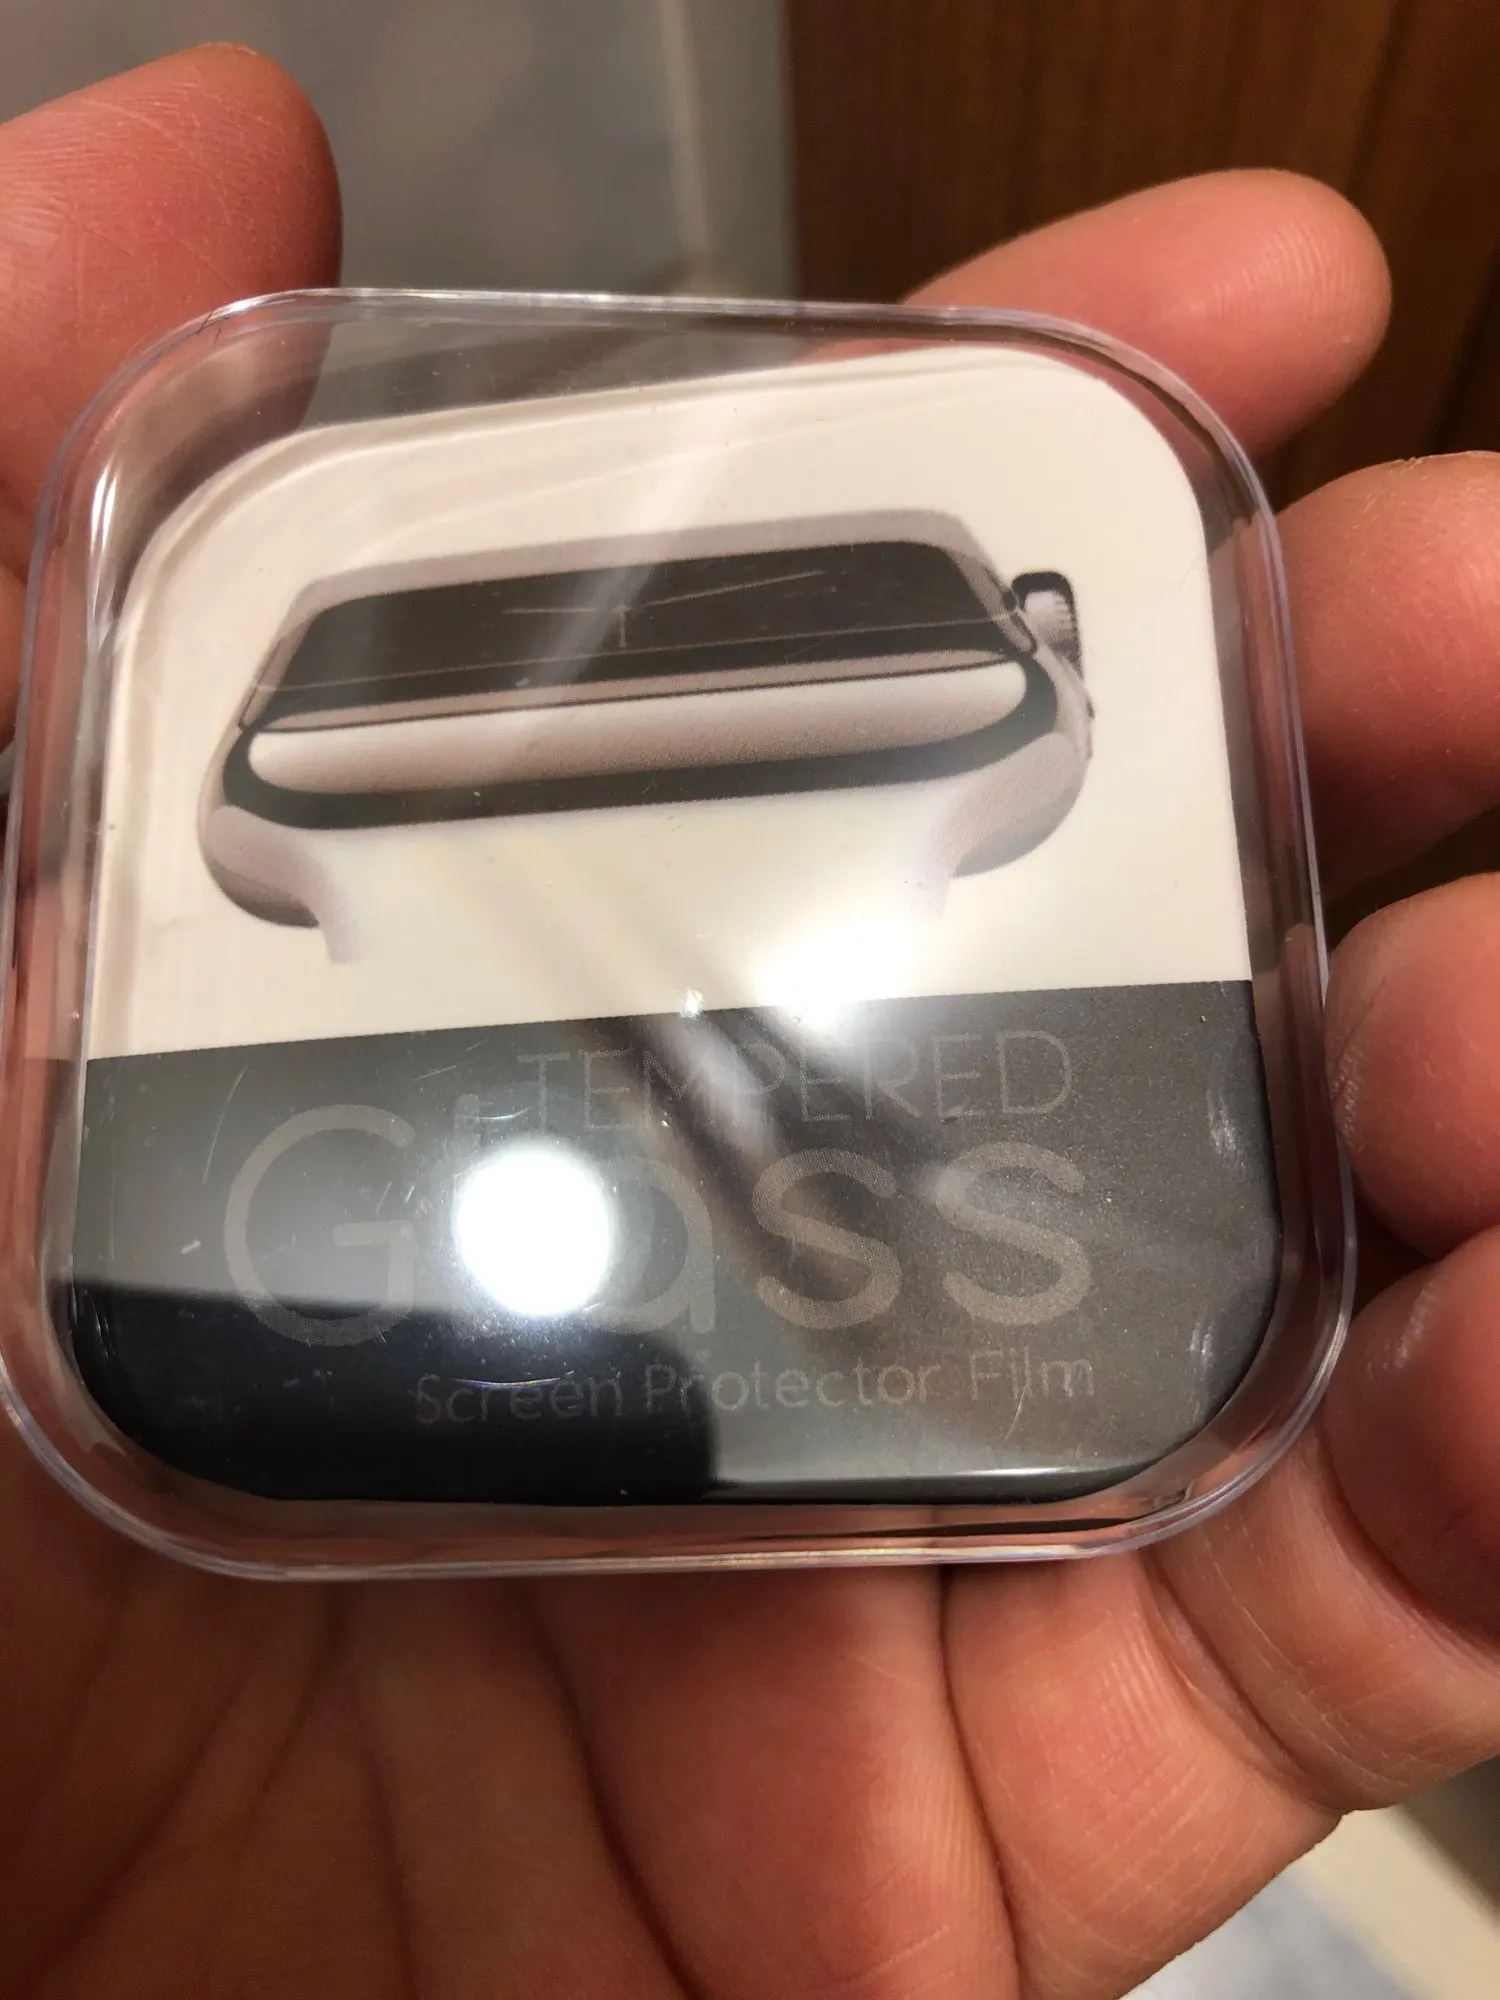 TEMPERED
Glass
Screen Protector Film